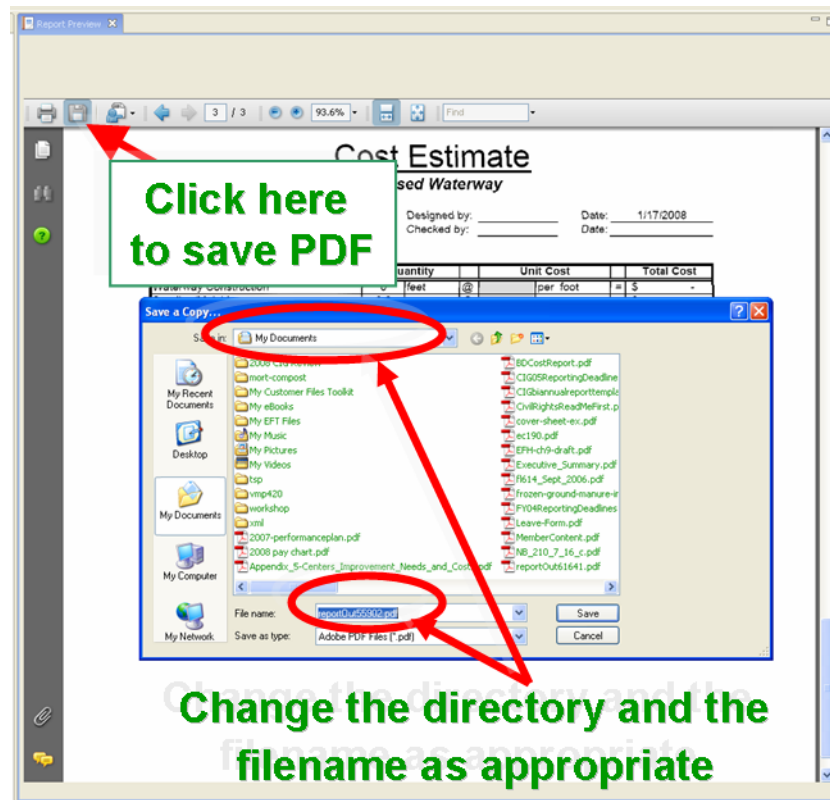 Report Preview
3 / 3 93.6% Find
Cost Estimate
sed Waterway
Click here
to save PDF
Designed by: Date: 1/17/2008
Checked by: Date:
uantity Unit Cost Total Cost
Waterway Construction 0 feet @ per foot = $ -
Save a Copy...
Save in: My Documents
My Recent
Documents
Desktop
My Documents
My Computer
My Network
2008 CIG Review
mort-compost
My Customer Files Toolkit
My eBooks
My EFT Files
My Music
My Pictures
My Videos
tsp
vmp420
workshop
xml
2007-performanceplan.pdf
2008 pay chart.pdf
Appendix_5-Centers_Improvement_Needs_and_Costs.pdf
BDCostReport.pdf
CIG05ReportingDeadline
CIGbiannualreporttempla
CivilRightsReadMeFirst.p
cover-sheet-ex.pdf
ec190.pdf
EFH-ch9-draft.pdf
Executive_Summary.pdf
fl614_Sept_2006.pdf
frozen-ground-manure-ir
FY04ReportingDeadlines
Leave-Form.pdf
MemberContent.pdf
NB_210_7_16_c.pdf
reportOut61641.pdf
File name: reportOut55902.pdf Save
Save as type: Adobe PDF Files (*.pdf) Cancel
Change the directory and the
filename as appropriate